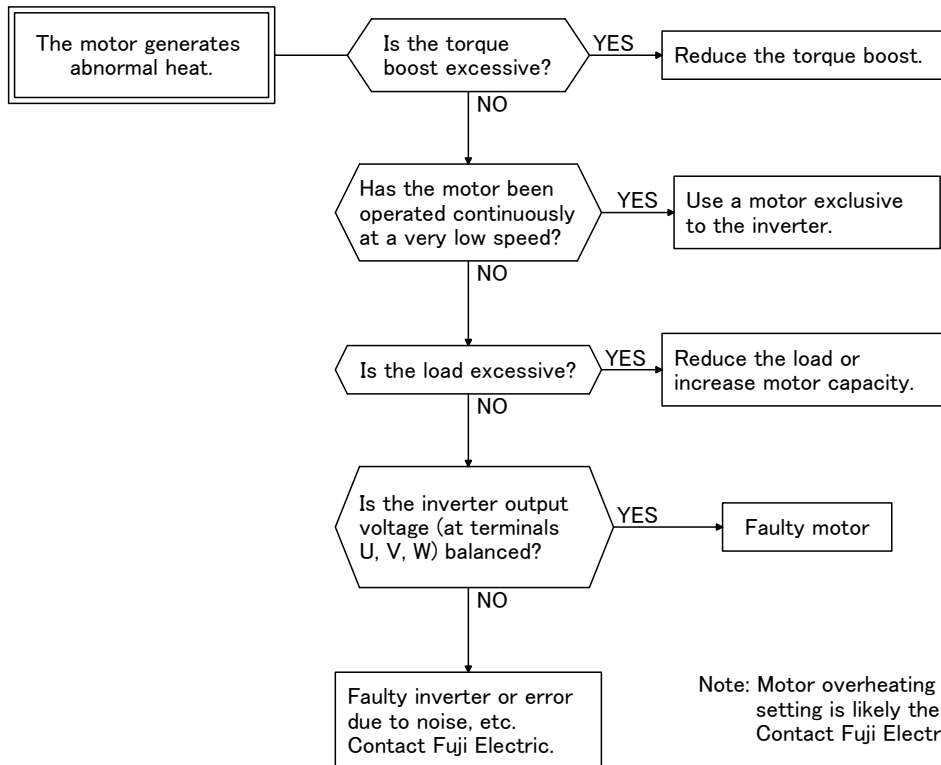 The motor generates
abnormal heat.
Is the torque
boost excessive?
YES
Reduce the torque boost.
NO
Has the motor been
operated continuously
at a very low speed?
YES
Use a motor exclusive
to the inverter.
NO
Is the load excessive?
YES
Reduce the load or
increase motor capacity.
NO
Is the inverter output
voltage (at terminals
U, V, W) balanced?
YES
Faulty motor
NO
Faulty inverter or error
due to noise, etc.
Contact Fuji Electric.
Note: Motor overheating
setting is likely the
Contact Fuji Electr